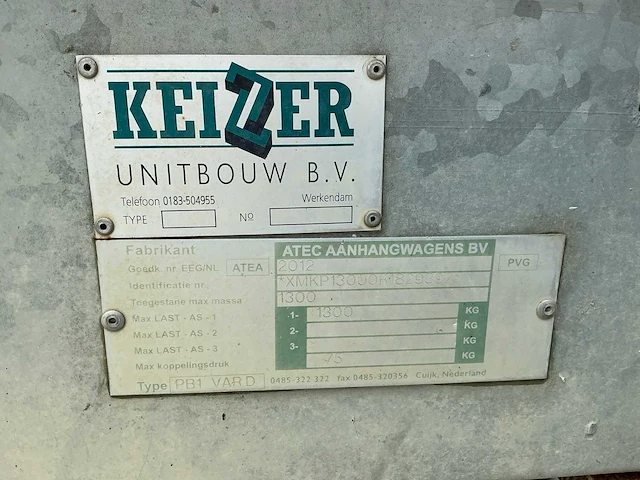 KEIZER
UNITBOUW B.V.
Telefoon 0183-504955 Werkendam
TYPE No
Fabrikant ATEC AANHANGWAGENS BV
Goedk. nr. EEG/NL ATEA 2012 PVG
Identificatie nr.
Toegestane max massa 1300
Max LAST - AS - 1 -1- 1300 KG
Max LAST - AS - 2 2- KG
Max LAST - AS - 3 3- KG
Max koppelingsdruk 75 KG
Type PB1 VARD 0485-322 322 fax 0485-320356 Cuijk, Nederland